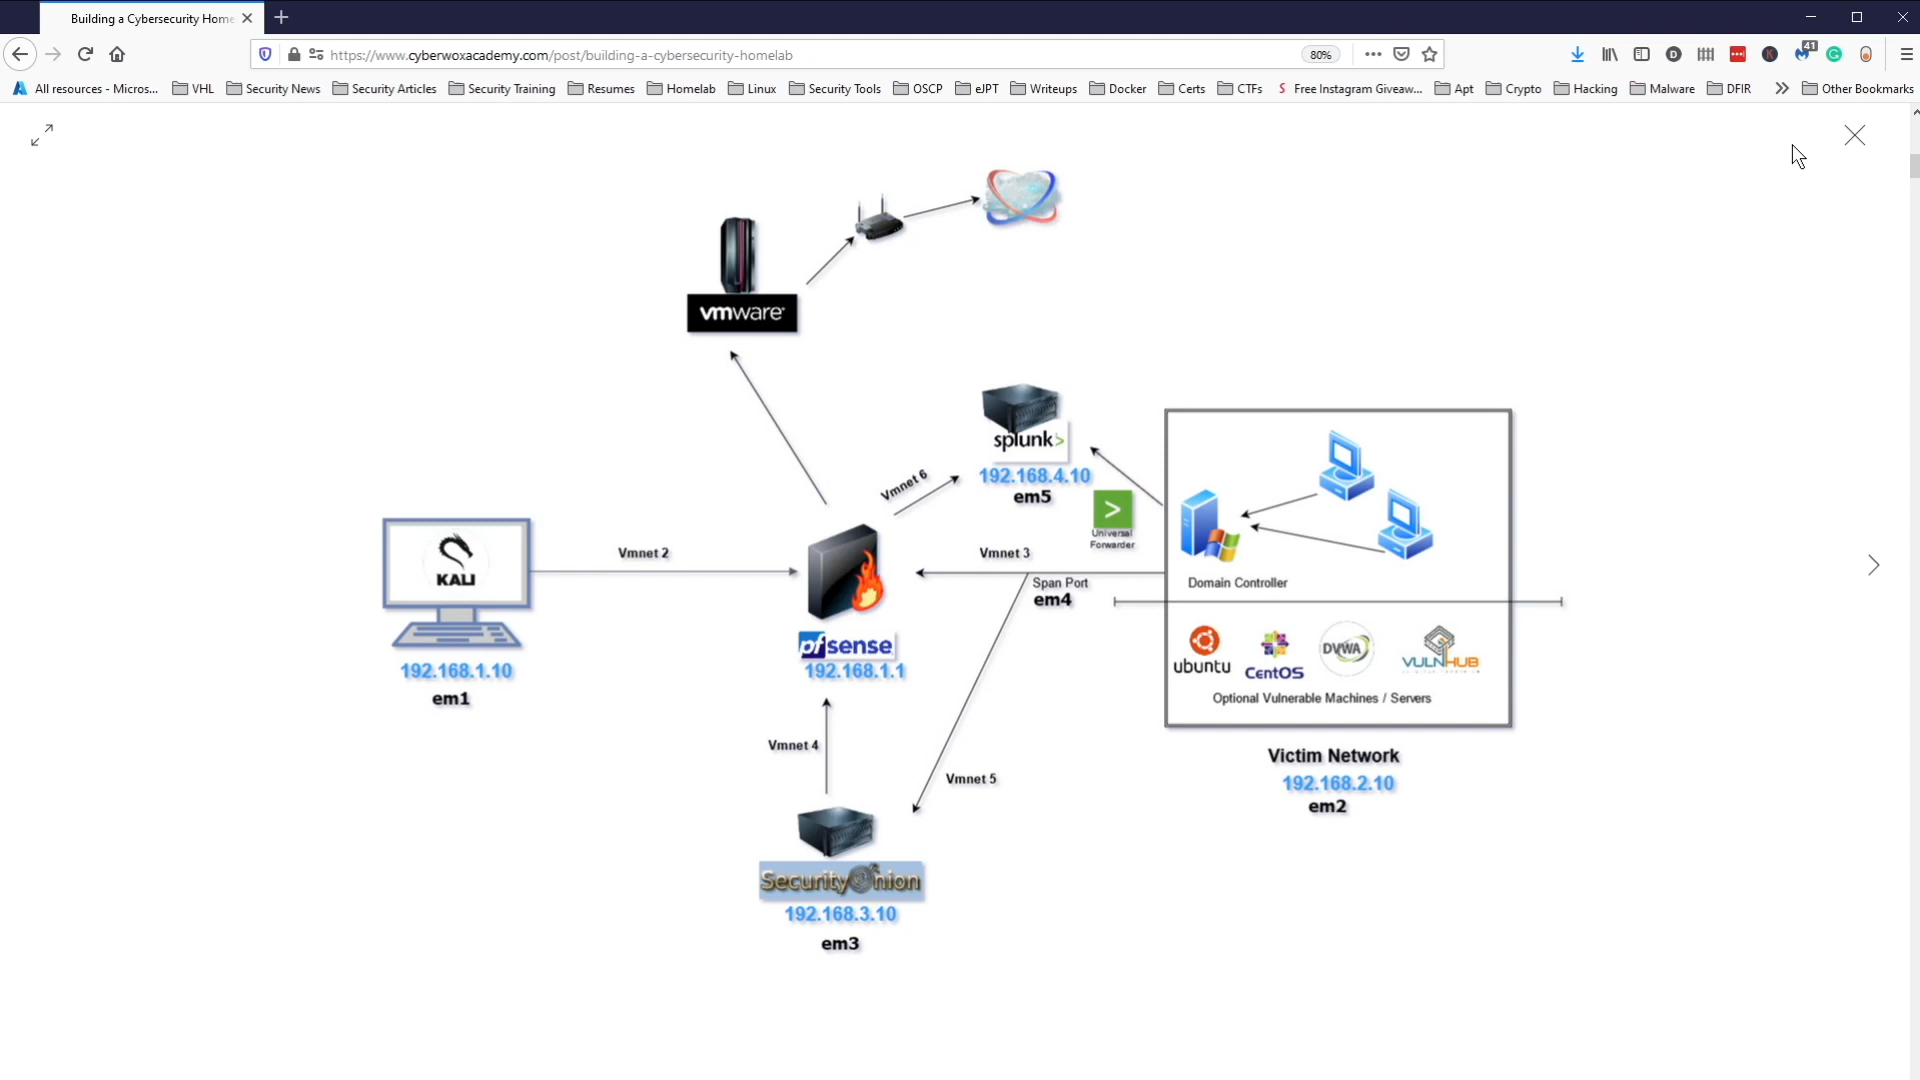 Building a Cybersecurity Home
https://www.cyberwoxacademy.com/post/building-a-cybersecurity-homelab
80%
41
All resources - Micros...
VHL
Security News
Security Articles
Security Training
Resumes
Homelab
Linux
Security Tools
OSCP
eJPT
Writeups
Docker
Certs
CTFs
Free Instagram Giveaw...
Apt
Crypto
Hacking
Malware
DFIR
Other Bookmarks
vmware
splunk>
192.168.4.10
em5
Vmnet 6
Universal
Forwarder
KALI
Vmnet 2
Vmnet 3
Span Port
em4
Domain Controller
192.168.1.10
em1
pfsense
192.168.1.1
ubuntu
CentOS
DVWA
VULNHUB
Optional Vulnerable Machines / Servers
Vmnet 4
Vmnet 5
Victim Network
192.168.2.10
em2
Security Onion
192.168.3.10
em3